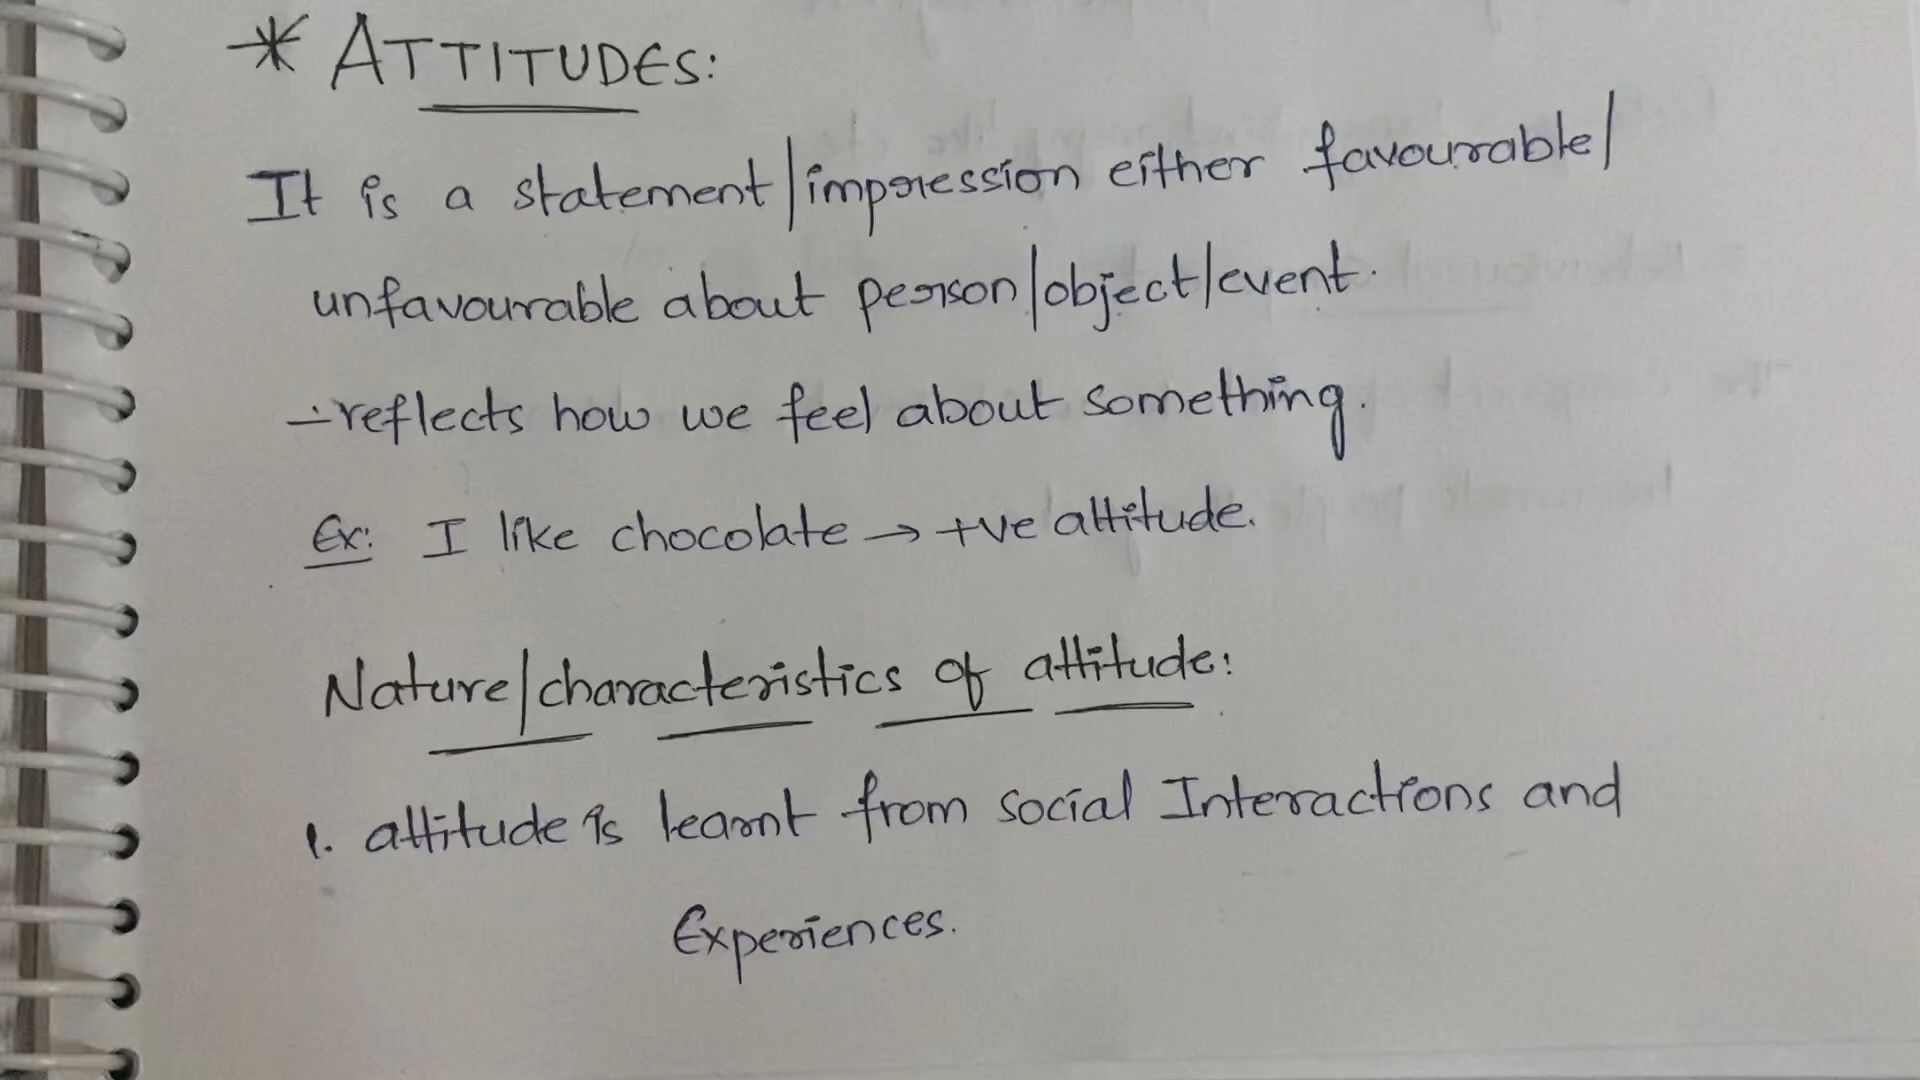 * ATTITUDES:
It is a statement/impression either favourable/
unfavourable about person/object/event.
- reflects how we feel about something.
Ex: I like chocolate → +ve attitude.
Nature/characteristics of attitude:
1. attitude is learnt from social Interactions and
Experiences.